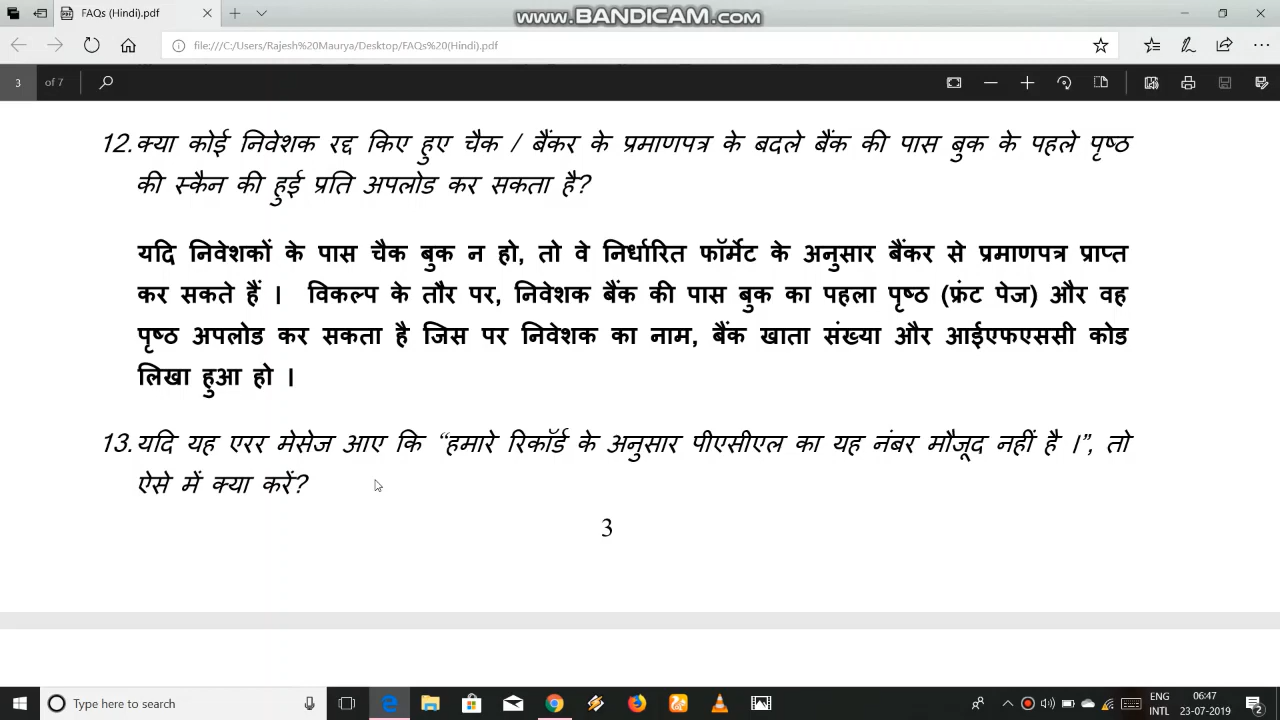 FAQs (Hindi).pdf
www.BANDICAM.com
file:///C:/Users/Rajesh%20Maurya/Desktop/FAQs%20(Hindi).pdf
3 of 7
12. क्या कोई निवेशक रद्द किए हुए चैक / बैंकर के प्रमाणपत्र के बदले बैंक की पास बुक के पहले पृष्ठ
की स्कैन की हुई प्रति अपलोड कर सकता है?
यदि निवेशकों के पास चैक बुक न हो, तो वे निर्धारित फॉर्मेट के अनुसार बैंकर से प्रमाणपत्र प्राप्त
कर सकते हैं । विकल्प के तौर पर, निवेशक बैंक की पास बुक का पहला पृष्ठ (फ्रंट पेज) और वह
पृष्ठ अपलोड कर सकता है जिस पर निवेशक का नाम, बैंक खाता संख्या और आईएफएससी कोड
लिखा हुआ हो ।
13. यदि यह एरर मेसेज आए कि “हमारे रिकॉर्ड के अनुसार पीएसीएल का यह नंबर मौजूद नहीं है ।”, तो
ऐसे में क्या करें?
3
Type here to search
ENG 06:47
INTL 23-07-2019
2